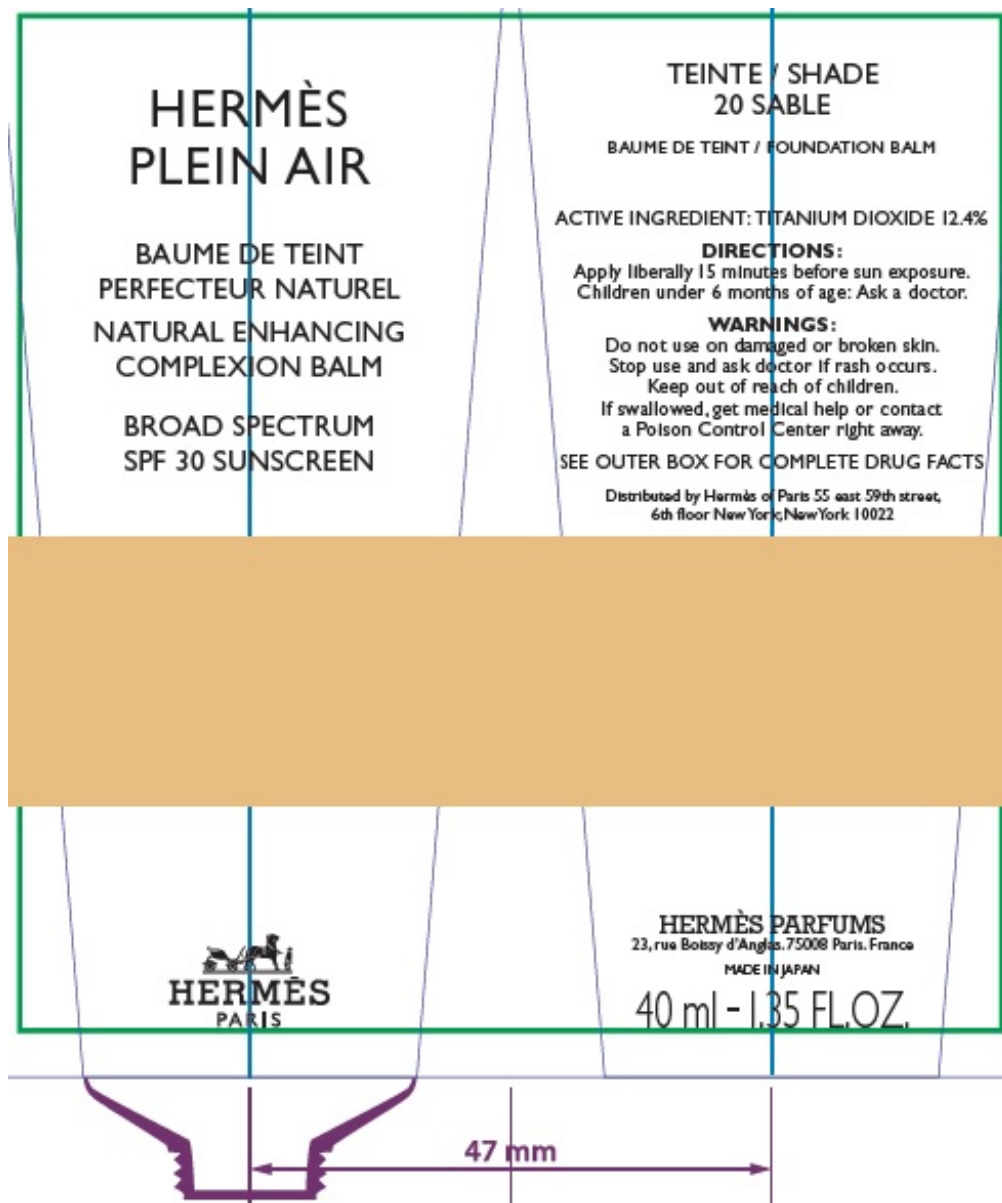 HERMÈS
PLEIN AIR
BAUME DE TEINT
PERFECTEUR NATUREL
NATURAL ENHANCING
COMPLEXION BALM
BROAD SPECTRUM
SPF 30 SUNSCREEN
HERMÈS
PARIS
TEINTE / SHADE
20 SABLE
BAUME DE TEINT / FOUNDATION BALM
ACTIVE INGREDIENT: TITANIUM DIOXIDE 12.4%
DIRECTIONS:
Apply liberally 15 minutes before sun exposure.
Children under 6 months of age: Ask a doctor.
WARNINGS:
Do not use on damaged or broken skin.
Stop use and ask doctor if rash occurs.
Keep out of reach of children.
If swallowed, get medical help or contact
a Poison Control Center right away.
SEE OUTER BOX FOR COMPLETE DRUG FACTS
Distributed by Hermès of Paris 55 east 59th street,
6th floor New York, New York 10022
HERMÈS PARFUMS
23, rue Boissy d'Anglas. 75008 Paris. France
MADE IN JAPAN
40 ml - 1.35 FL.OZ.
47 mm